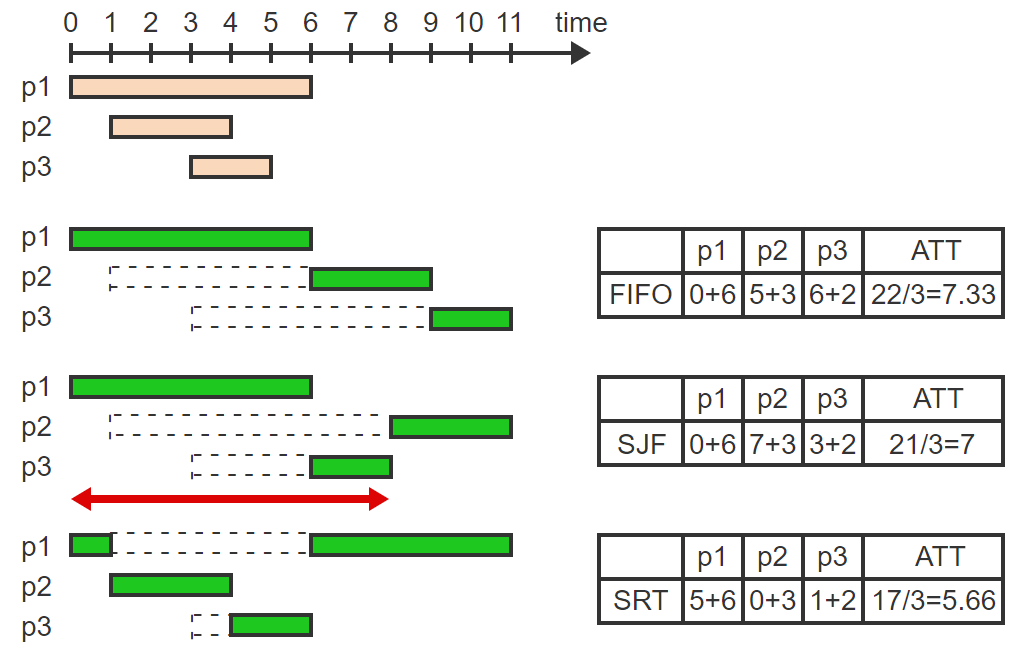 0 1 2 3 4 5 6 7 8 9 10 11 time
p1
p2
p3
p1
p2
p3
p1 p2 p3 ATT
FIFO 0+6 5+3 6+2 22/3=7.33
p1
p2
p3
p1 p2 p3 ATT
SJF 0+6 7+3 3+2 21/3=7
p1
p2
p3
p1 p2 p3 ATT
SRT 5+6 0+3 1+2 17/3=5.66